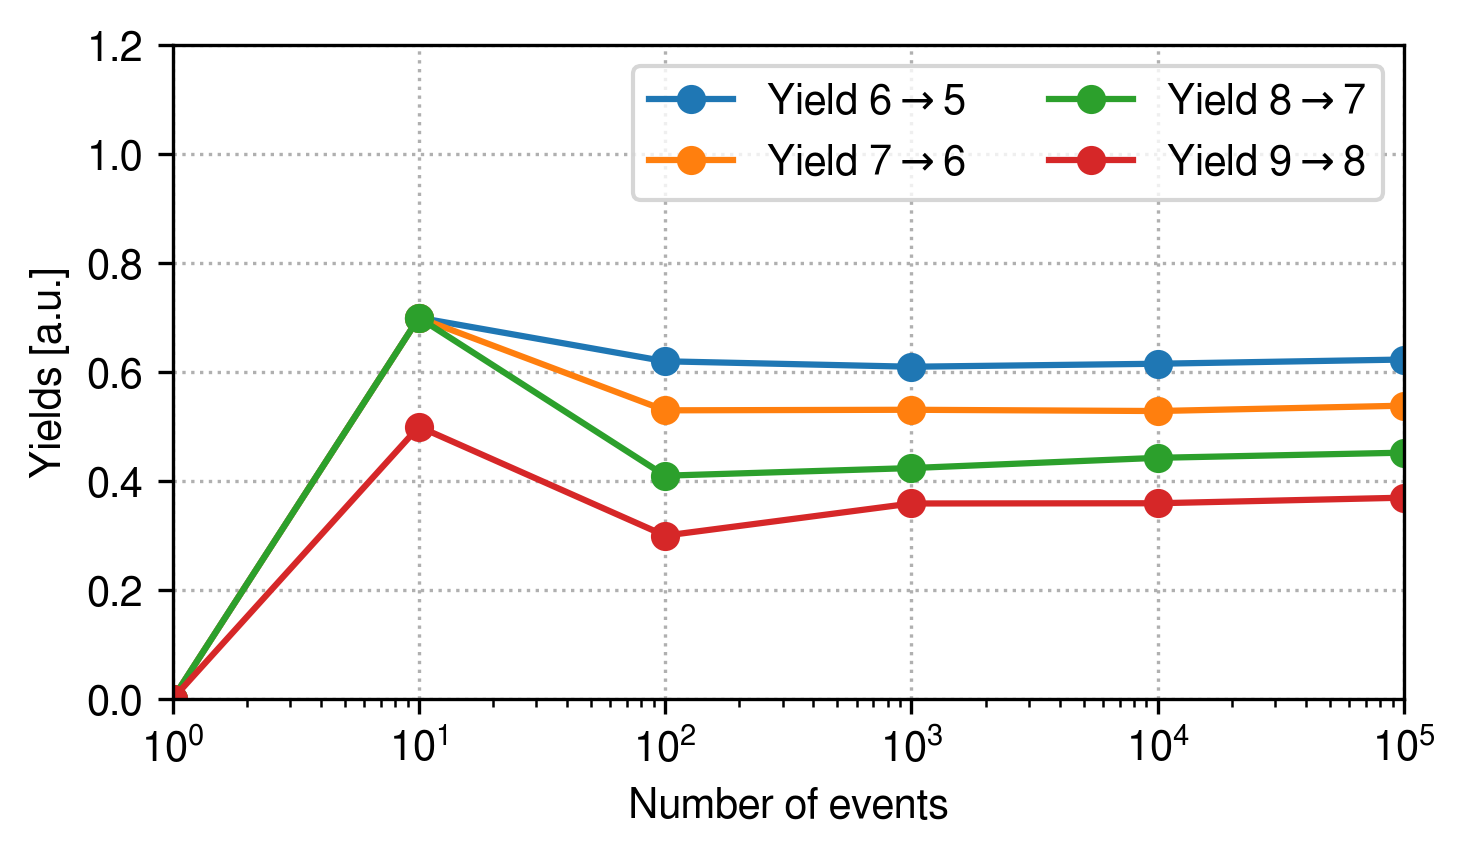 Yields [a.u.]
1.2
1.0
0.8
0.6
0.4
0.2
0.0
Yield 6 → 5
Yield 7 → 6
Yield 8 → 7
Yield 9 → 8
10⁰ 10¹ 10² 10³ 10⁴ 10⁵
Number of events